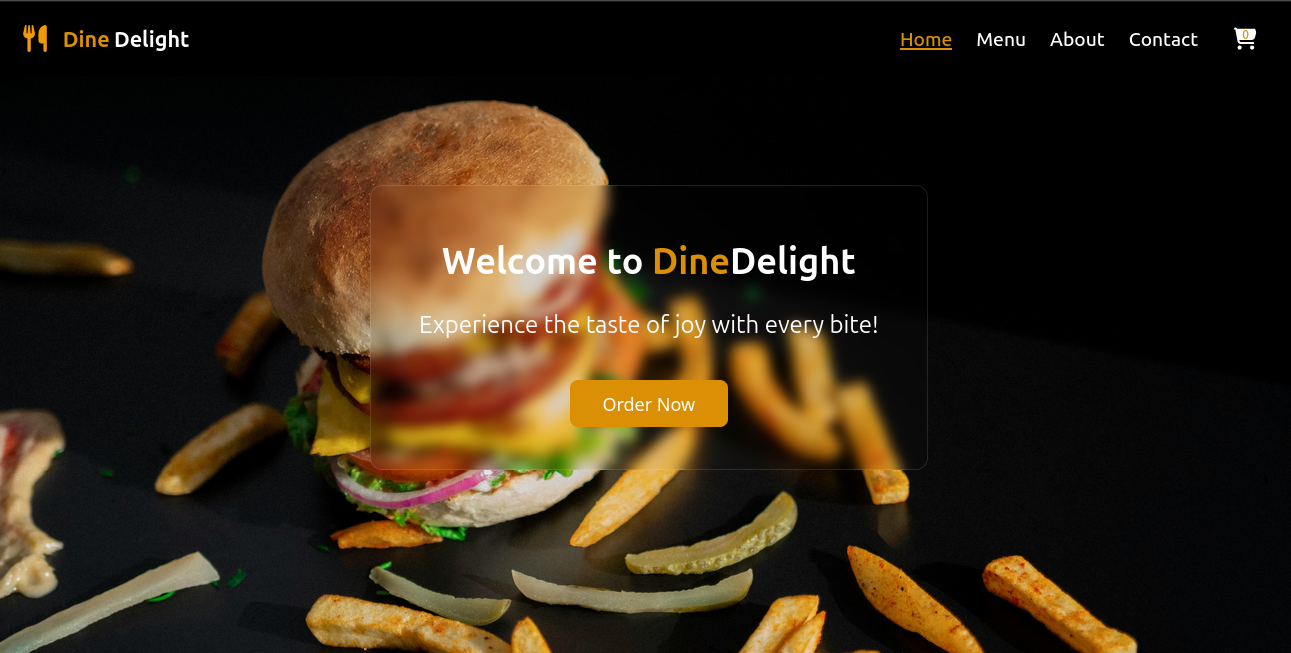 Dine Delight
Home Menu About Contact 0
Welcome to DineDelight
Experience the taste of joy with every bite!
Order Now